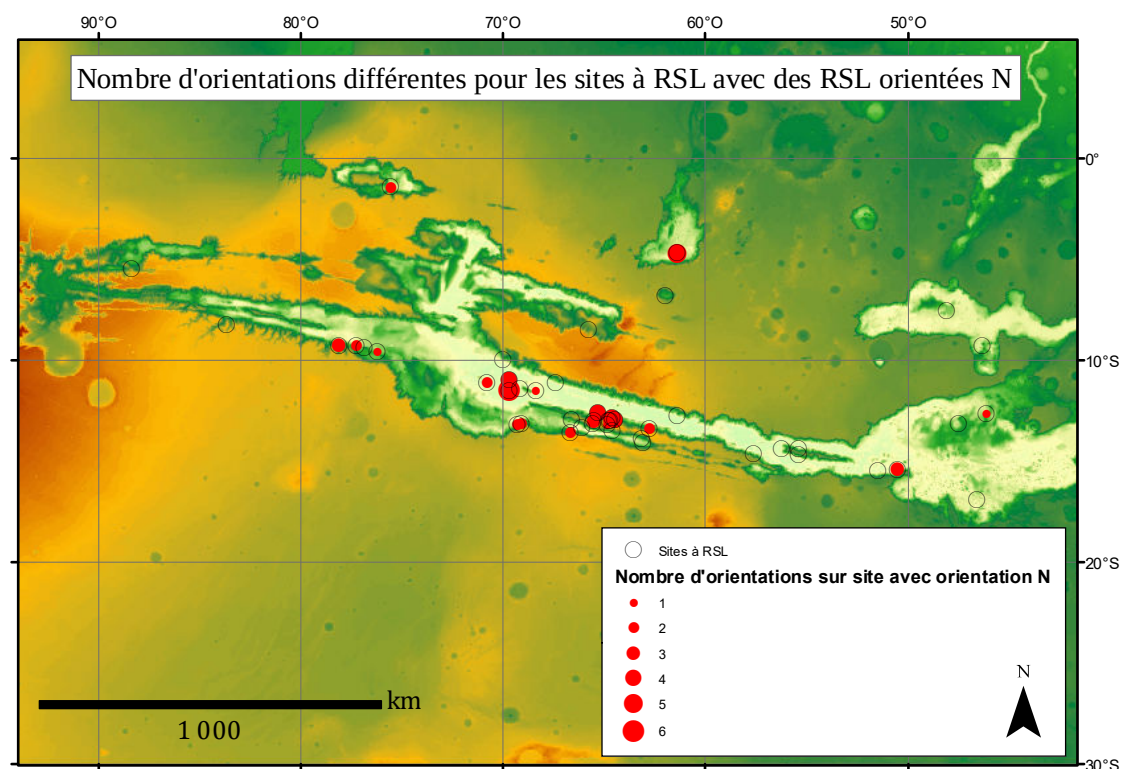 90°O 80°O 70°O 60°O 50°O
Nombre d'orientations différentes pour les sites à RSL avec des RSL orientées N
0°
10°S
20°S
30°S
Sites à RSL
Nombre d'orientations sur site avec orientation N
1
2
3
4
5
6
N
km
1 000